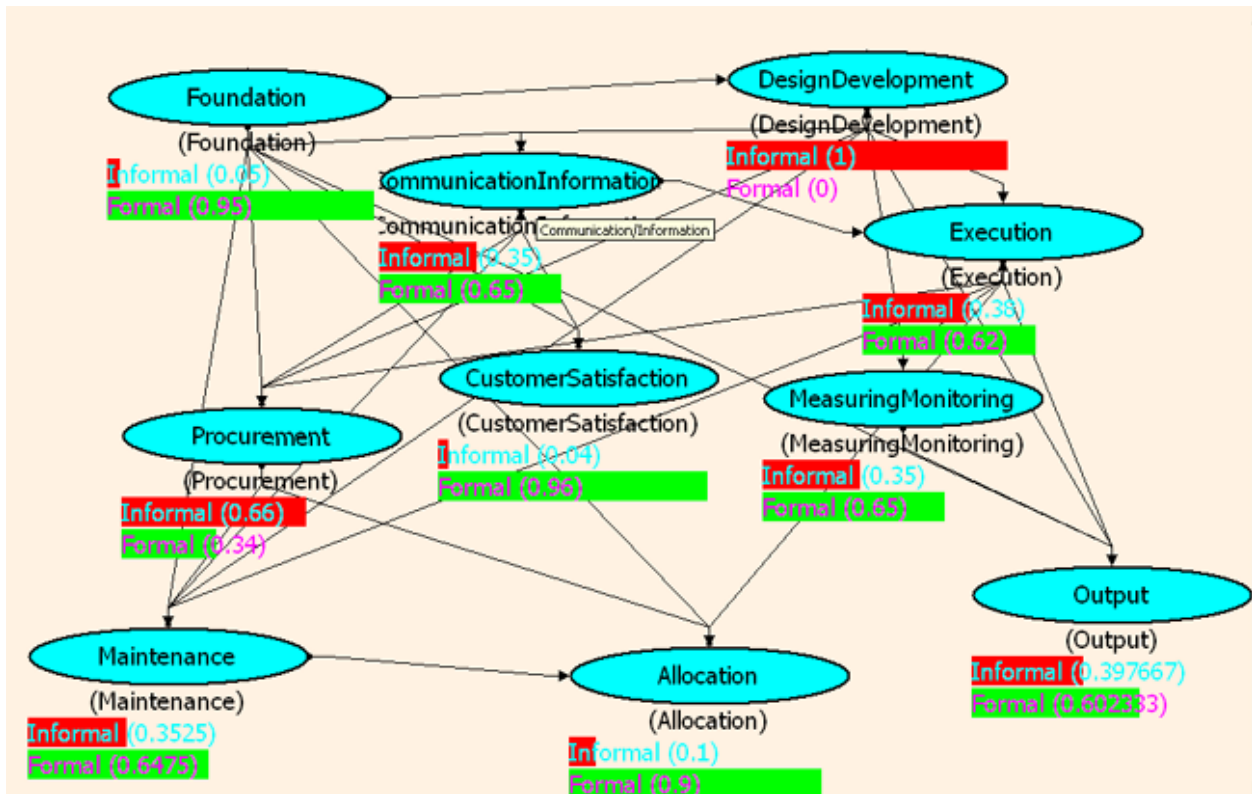 Foundation
(Foundation)
Informal (0.05)
Formal (0.95)
DesignDevelopment
(DesignDevelopment)
Informal (1)
Formal (0)
CommunicationInformation
Communication/Information
Informal (0.35)
Formal (0.65)
Execution
(Execution)
Informal (0.38)
Formal (0.62)
CustomerSatisfaction
(CustomerSatisfaction)
Informal (0.04)
Formal (0.96)
MeasuringMonitoring
(MeasuringMonitoring)
Informal (0.35)
Formal (0.65)
Procurement
(Procurement)
Informal (0.66)
Formal (0.34)
Output
(Output)
Informal (0.397667)
Formal (0.602333)
Maintenance
(Maintenance)
Informal (0.3525)
Formal (0.6475)
Allocation
(Allocation)
Informal (0.1)
Formal (0.9)